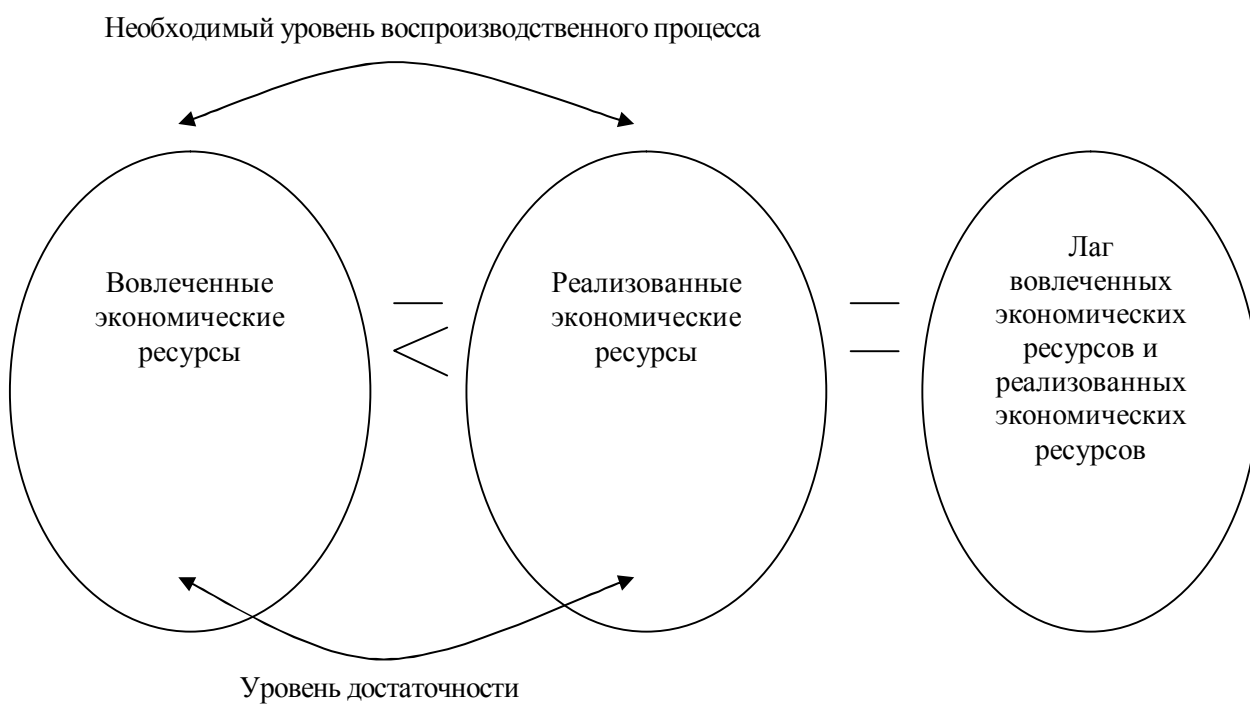 Необходимый уровень воспроизводственного процесса
Вовлеченные
экономические
ресурсы
—
<
Реализованные
экономические
ресурсы
=
Лаг
вовлеченных
экономических
ресурсов и
реализованных
экономических
ресурсов
Уровень достаточности